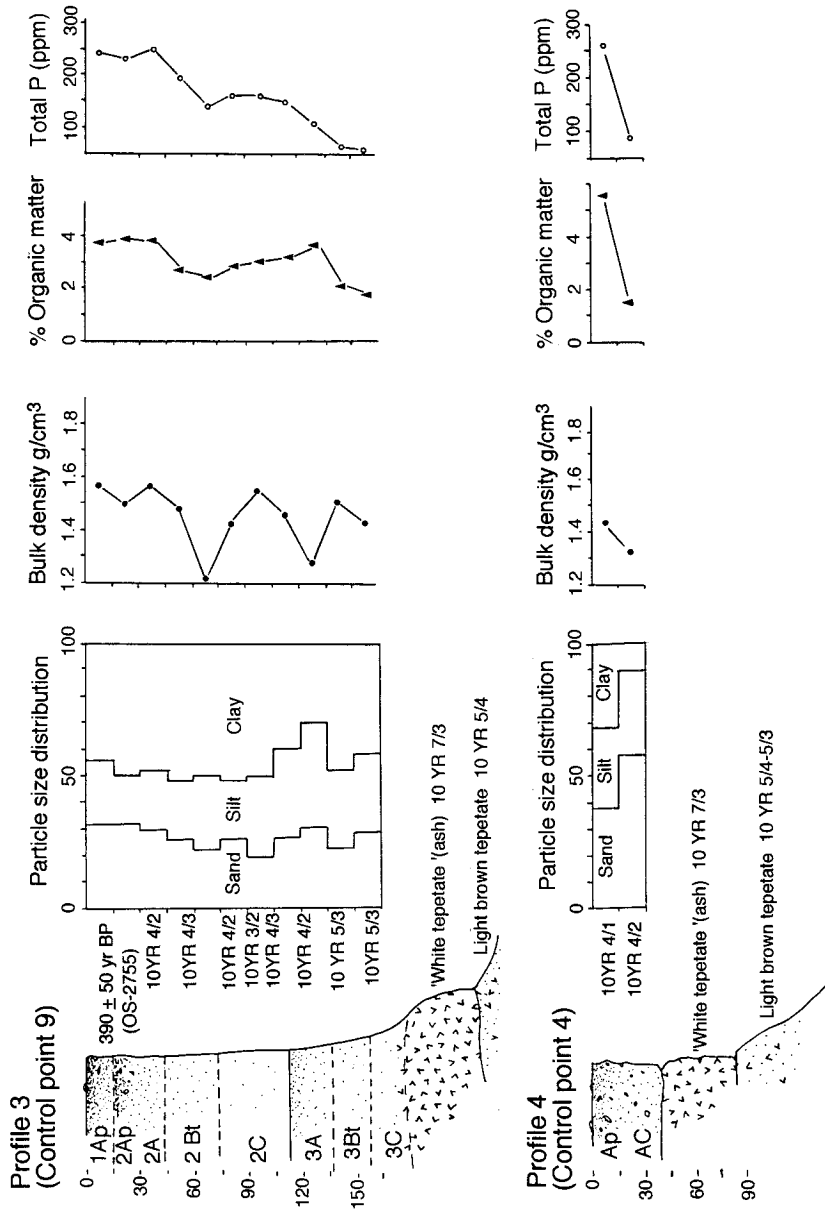 Profile 3
(Control point 9)
0-
30-
60-
90-
120-
150-
1Ap
2Ap
2A
2 Bt
2C
3A
3Bt
3C
390 ± 50 yr BP
(OS-2755)
10YR 4/2
10YR 4/3
10YR 4/2
10YR 3/2
10YR 4/3
10YR 4/2
10 YR 5/3
10YR 5/3
'White tepetate '(ash) 10 YR 7/3
Light brown tepetate 10 YR 5/4
Particle size distribution
0 50 100
Sand
Silt
Clay
Bulk density g/cm³
1.2 1.4 1.6 1.8
% Organic matter
0 2 4
Total P (ppm)
100 200 300
Profile 4
(Control point 4)
0-
30-
60-
90-
Ap
AC
10YR 4/1
10YR 4/2
'White tepetate '(ash) 10 YR 7/3
Light brown tepetate 10 YR 5/4-5/3
Particle size distribution
0 50 100
Sand
Silt
Clay
Bulk density g/cm³
1.2 1.4 1.6 1.8
% Organic matter
0 2 4
Total P (ppm)
100 200 300